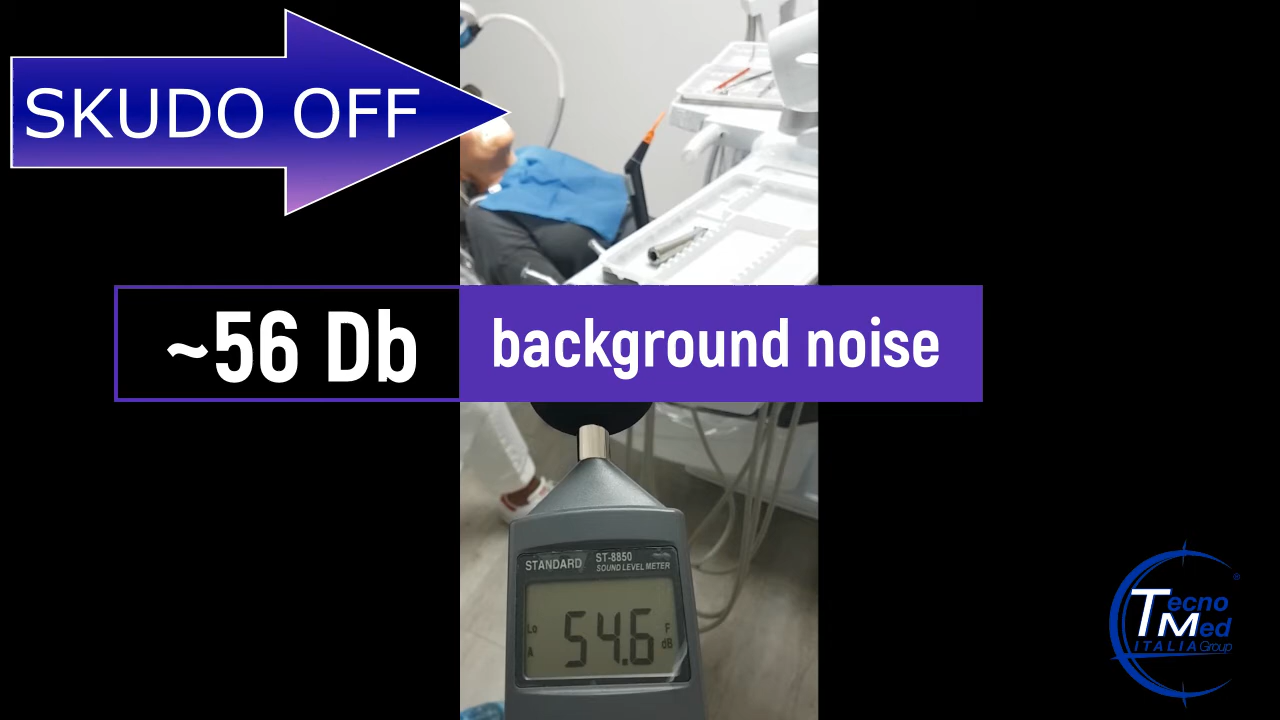 SKUDO OFF
~56 Db
background noise
STANDARD
ST-8850
SOUND LEVEL METER
Lo
A
54.6
F
dB
Tecno
Med
ITALIA Group
®